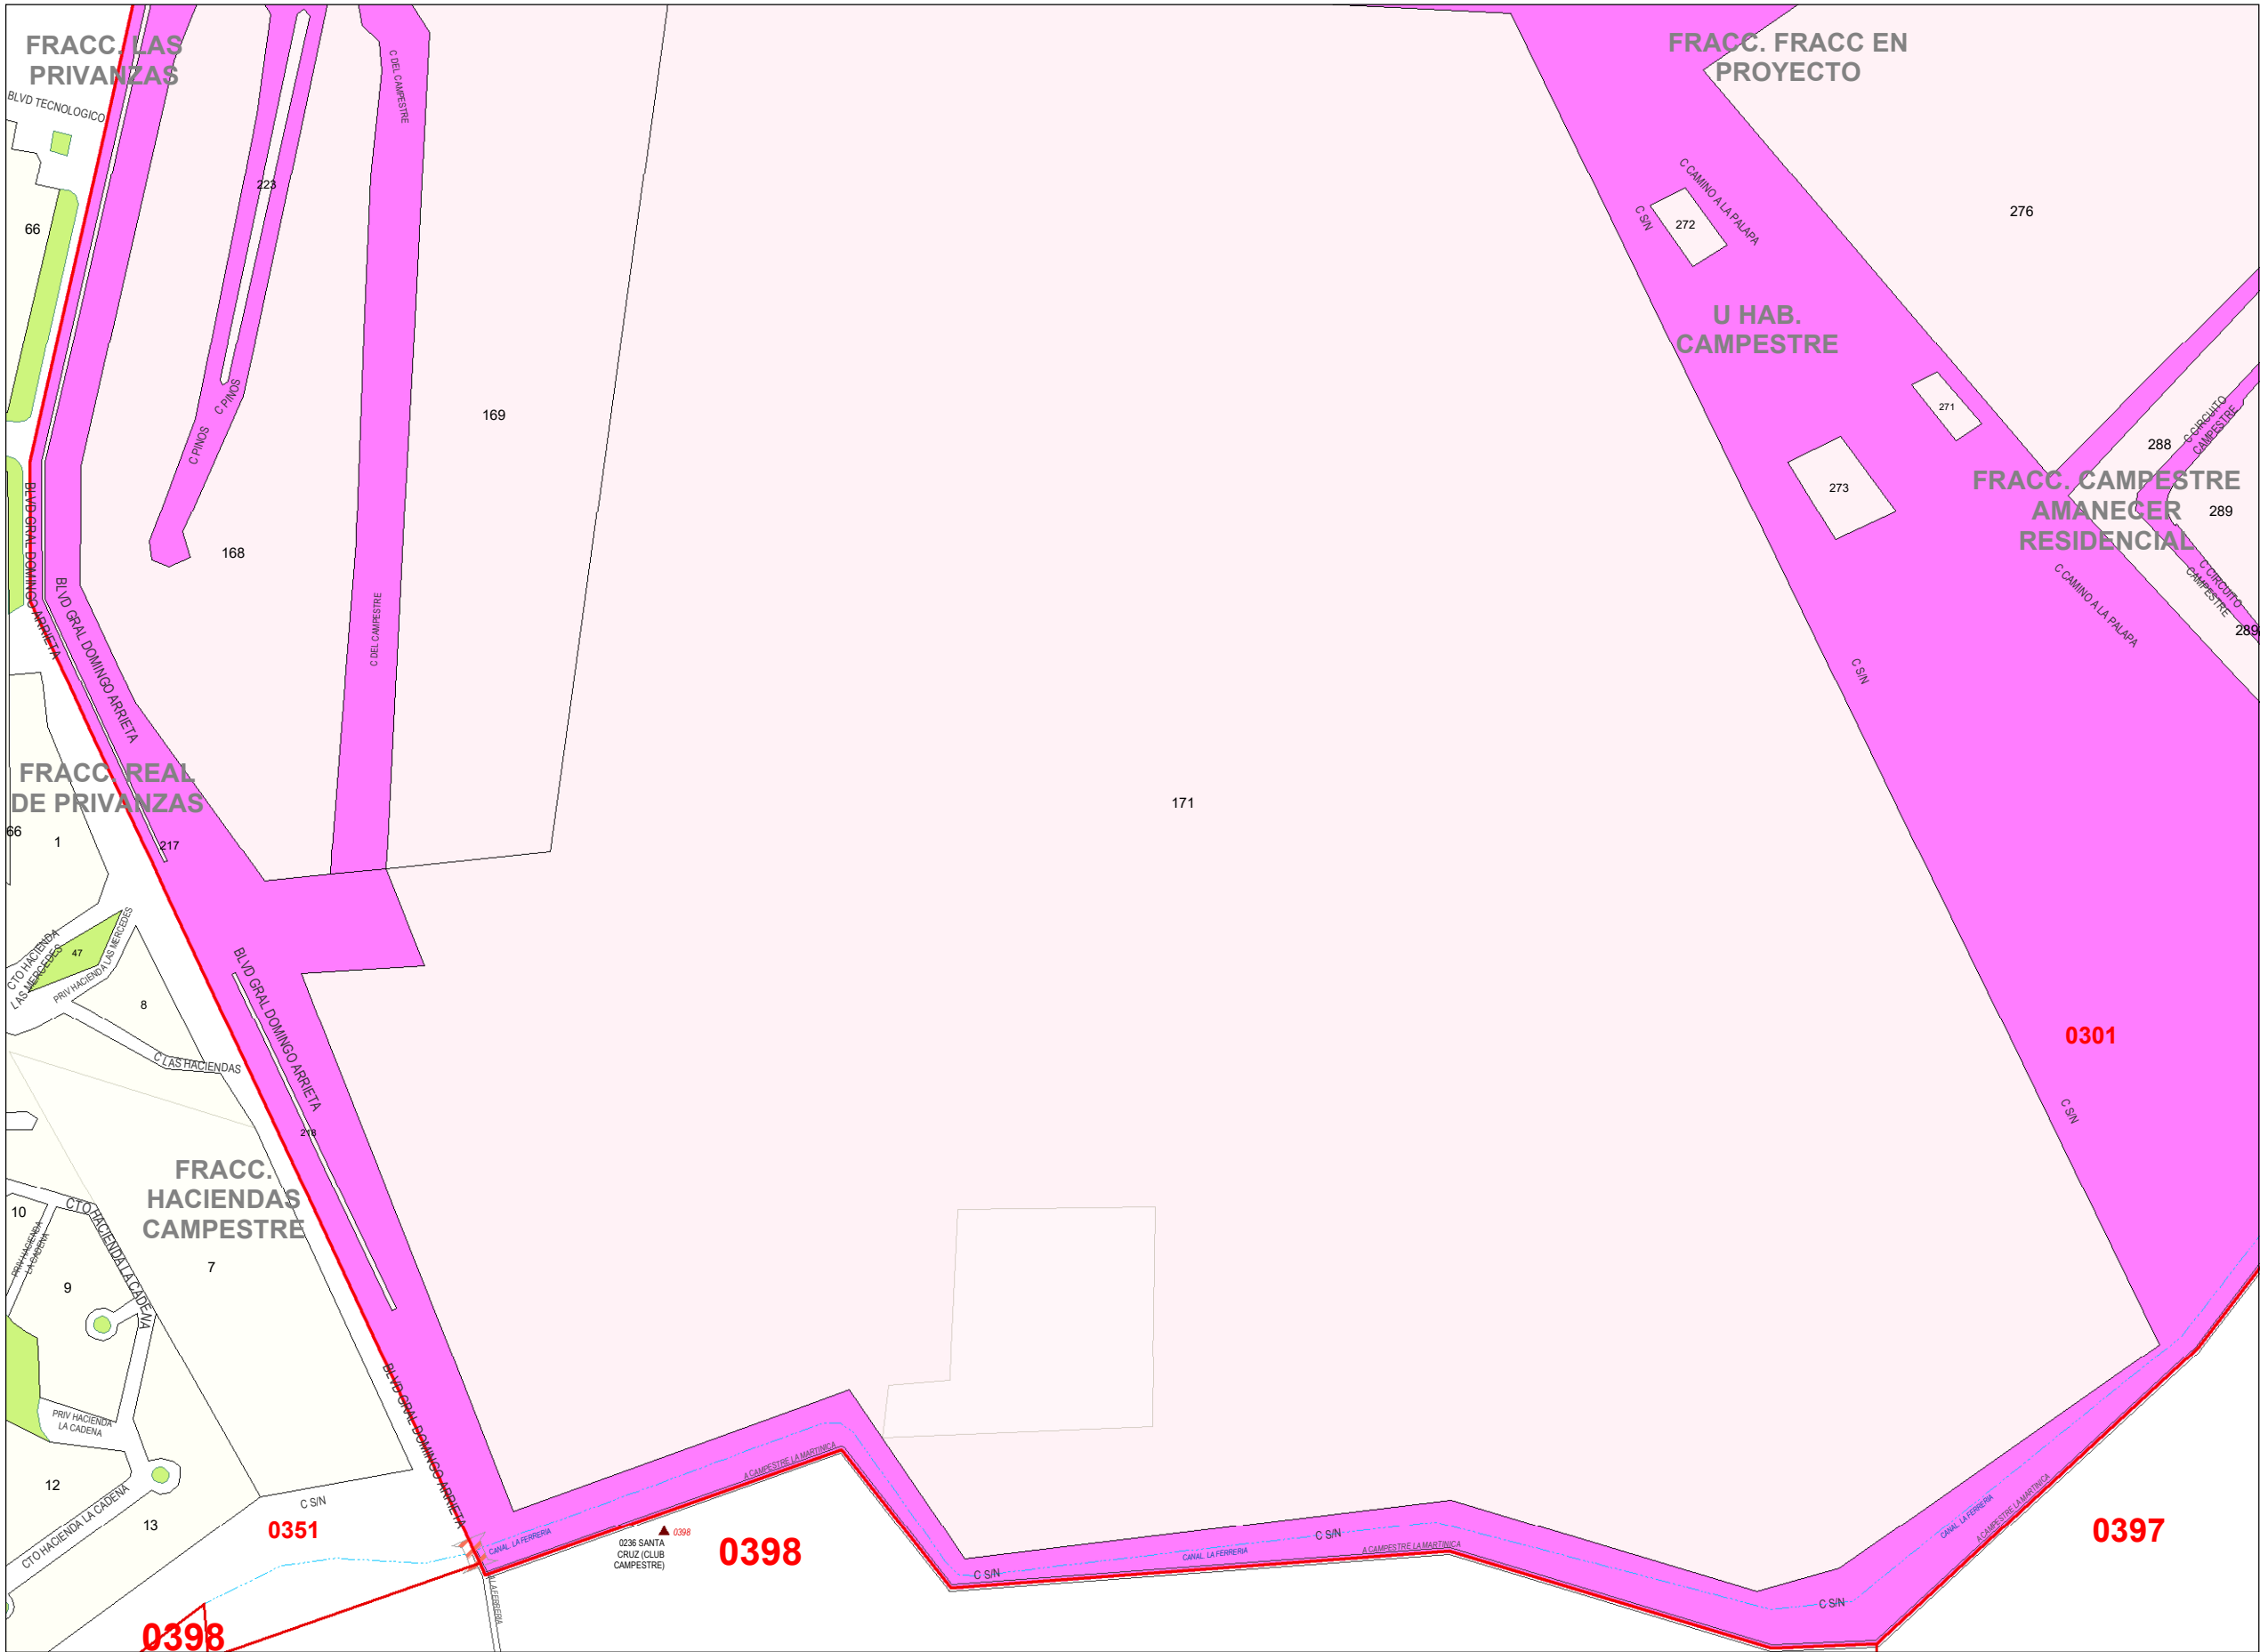 FRACC. LAS
PRIVANZAS
BLVD TECNOLOGICO
66
223
C DEL CAMPESTRE
C PINOS
C PINOS
169
168
C DEL CAMPESTRE
FRACC. FRACC EN
PROYECTO
C CAMINO A LA PALAPA
C S/N
272
276
U HAB.
CAMPESTRE
271
273
288
C CIRCUITO
CAMPESTRE
FRACC. CAMPESTRE
AMANECER
RESIDENCIAL
289
C CIRCUITO
CAMPESTRE
289
C CAMINO A LA PALAPA
C S/N
BLVD GRAL DOMINGO ARRIETA
BLVD GRAL DOMINGO ARRIETA
FRACC. REAL
DE PRIVANZAS
66
1
217
171
47
CTO HACIENDA
LAS MERCEDES
PRIV HACIENDA LAS MERCEDES
8
C LAS HACIENDAS
BLVD GRAL DOMINGO ARRIETA
218
0301
C S/N
FRACC.
HACIENDAS
CAMPESTRE
10
PRIV HACIENDA
LA CADENA
CTO HACIENDA LA CADENA
9
7
PRIV HACIENDA
LA CADENA
12
CTO HACIENDA LA CADENA
13
C S/N
0351
BLVD GRAL DOMINGO ARRIETA
CANAL LA FERRERIA
A CAMPESTRE LA MARTINICA
0398
0236 SANTA
CRUZ (CLUB
CAMPESTRE)
0398
C S/N
CANAL LA FERRERIA
C S/N
A CAMPESTRE LA MARTINICA
C S/N
CANAL LA FERRERIA
A CAMPESTRE LA MARTINICA
0397
A LA FERRERIA
0398